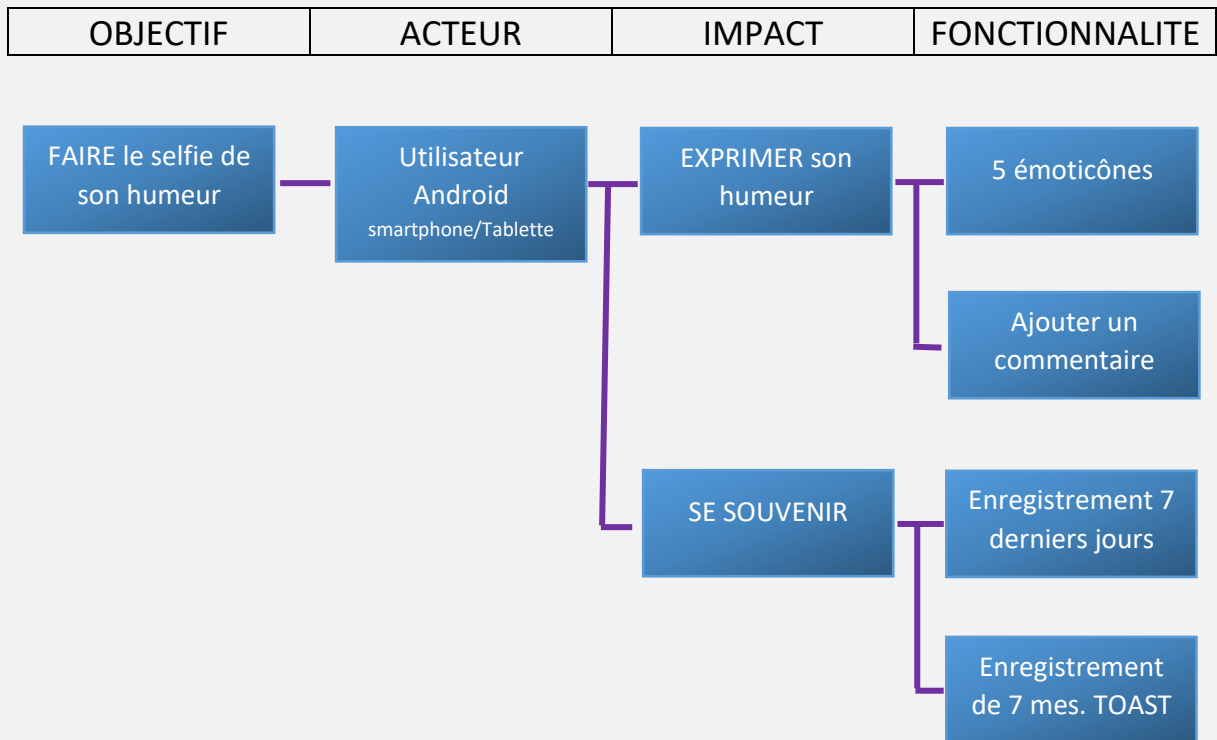 OBJECTIF
ACTEUR
IMPACT
FONCTIONNALITE
FAIRE le selfie de
son humeur
Utilisateur
Android
smartphone/Tablette
EXPRIMER son
humeur
5 émoticônes
Ajouter un
commentaire
SE SOUVENIR
Enregistrement 7
derniers jours
Enregistrement
de 7 mes. TOAST